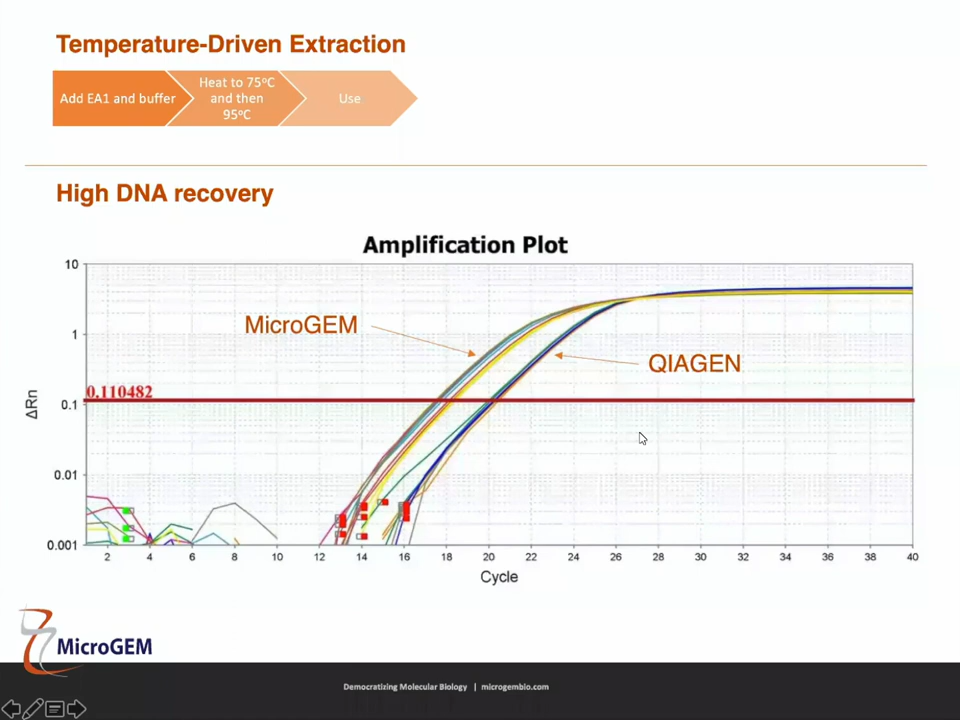 Temperature-Driven Extraction
Add EA1 and buffer
Heat to 75°C
and then
95°C
Use
High DNA recovery
Amplification Plot
10
1
0.1
0.01
0.001
ΔRn
0.110482
MicroGEM
QIAGEN
2 4 6 8 10 12 14 16 18 20 22 24 26 28 30 32 34 36 38 40
Cycle
MicroGEM
Democratizing Molecular Biology | microgembio.com